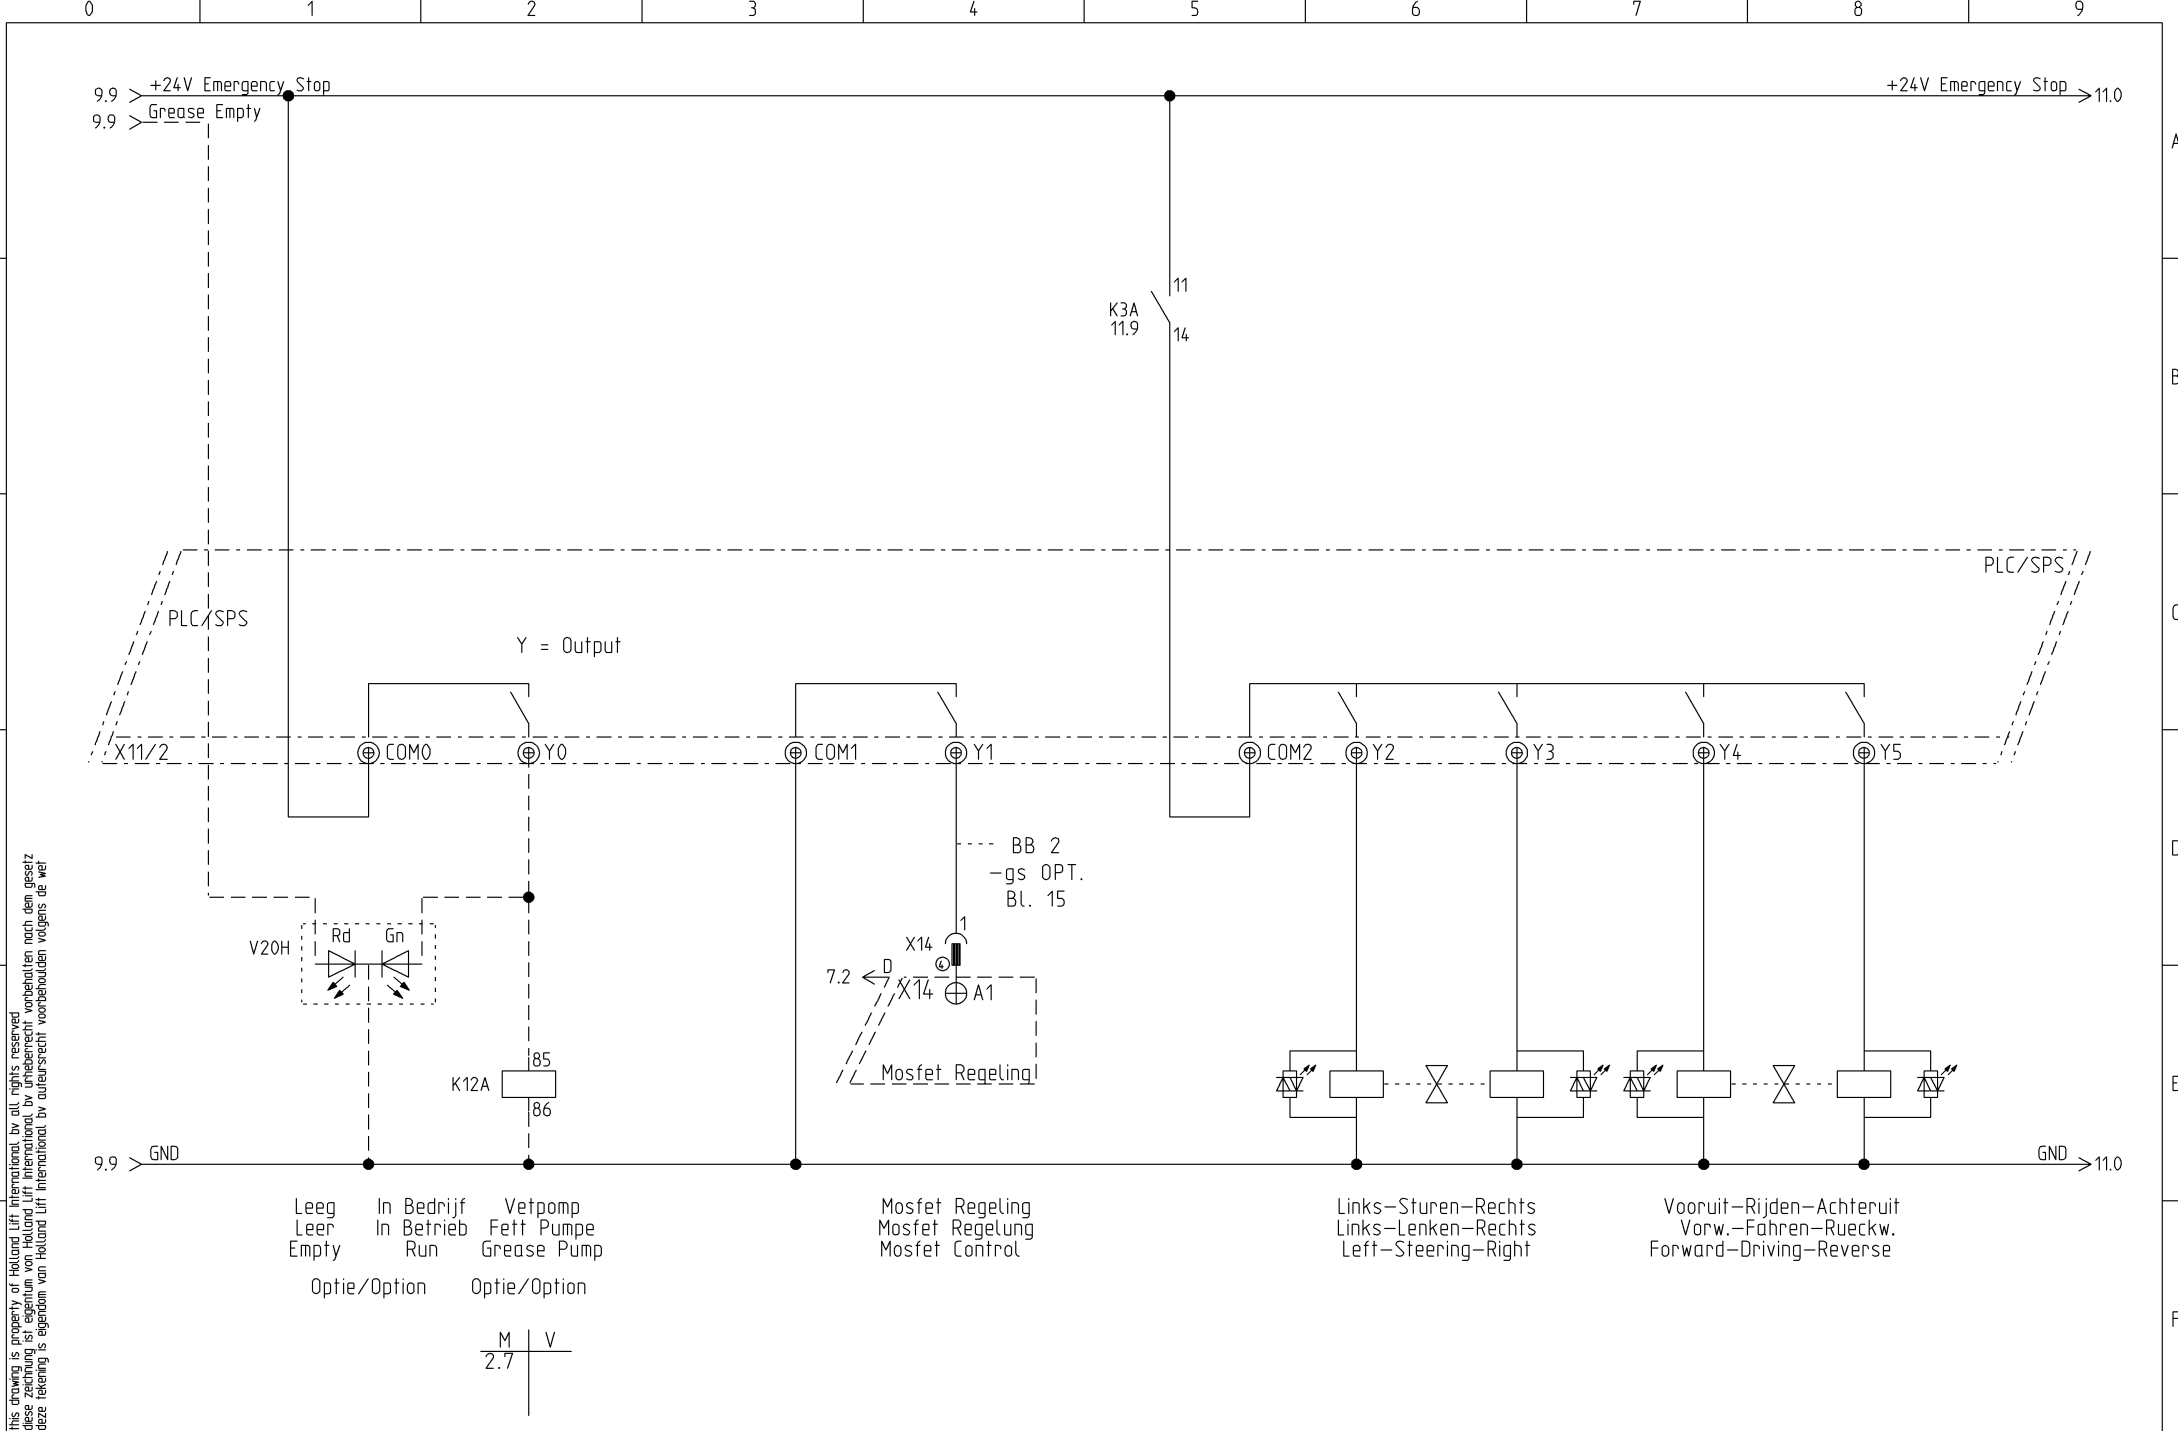 0 1 2 3 4 5 6 7 8 9
9.9 +24V Emergency Stop
+24V Emergency Stop 11.0
9.9 Grease Empty
A
11
K3A
11.9
14
B
PLC/SPS
PLC/SPS
C
Y = Output
X11/2 COM0 Y0 COM1 Y1 COM2 Y2 Y3 Y4 Y5
D
BB 2
-gs OPT.
Bl. 15
V20H Rd Gn
1
X14
4
7.2 D
X14 A1
Mosfet Regeling
85
K12A
86
E
9.9 GND
GND 11.0
Leeg In Bedrijf Vetpomp
Leer In Betrieb Fett Pumpe
Empty Run Grease Pump
Optie/Option Optie/Option
Mosfet Regeling
Mosfet Regelung
Mosfet Control
Links-Sturen-Rechts
Links-Lenken-Rechts
Left-Steering-Right
Vooruit-Rijden-Achteruit
Vorw.-Fahren-Rueckw.
Forward-Driving-Reverse
F
M V
2.7
this drawing is property of Holland Lift International bv all rights reserved
diese zeichnung ist eigentum von Holland Lift International bv urheberrecht vorbehalten nach dem gesetz
deze tekening is eigendom van Holland Lift International bv auteursrecht voorbehoulden volgens de wet